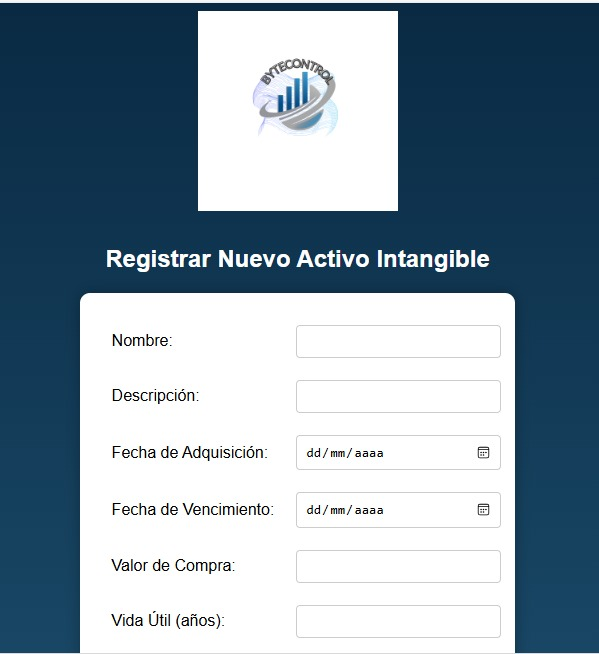 BYTECONTROL
Registrar Nuevo Activo Intangible
Nombre:
Descripción:
Fecha de Adquisición: dd/mm/aaaa
Fecha de Vencimiento: dd/mm/aaaa
Valor de Compra:
Vida Útil (años):